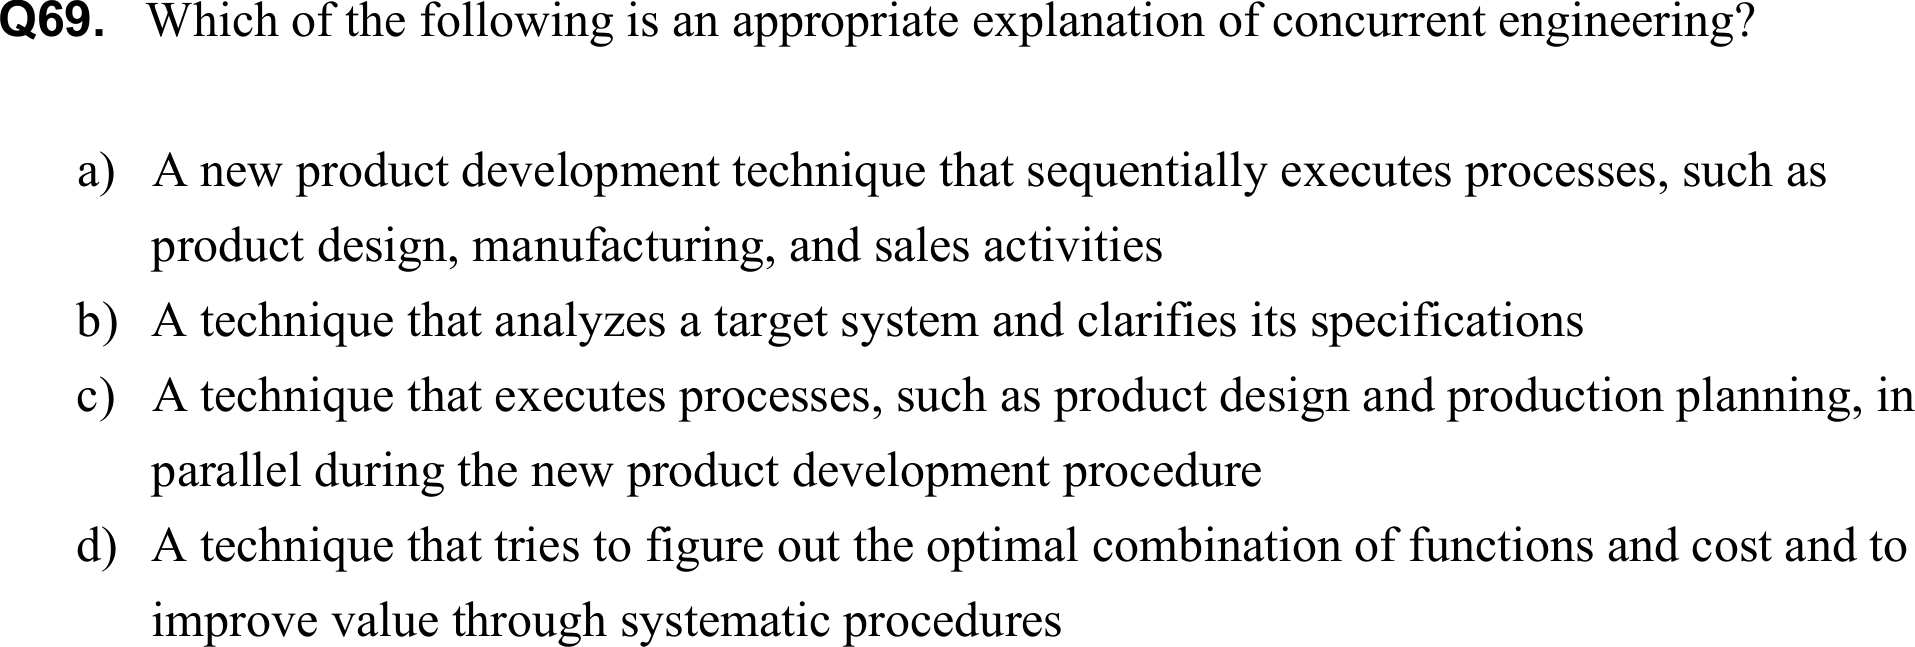 Q69. Which of the following is an appropriate explanation of concurrent engineering?
a) A new product development technique that sequentially executes processes, such as
product design, manufacturing, and sales activities
b) A technique that analyzes a target system and clarifies its specifications
c) A technique that executes processes, such as product design and production planning, in
parallel during the new product development procedure
d) A technique that tries to figure out the optimal combination of functions and cost and to
improve value through systematic procedures